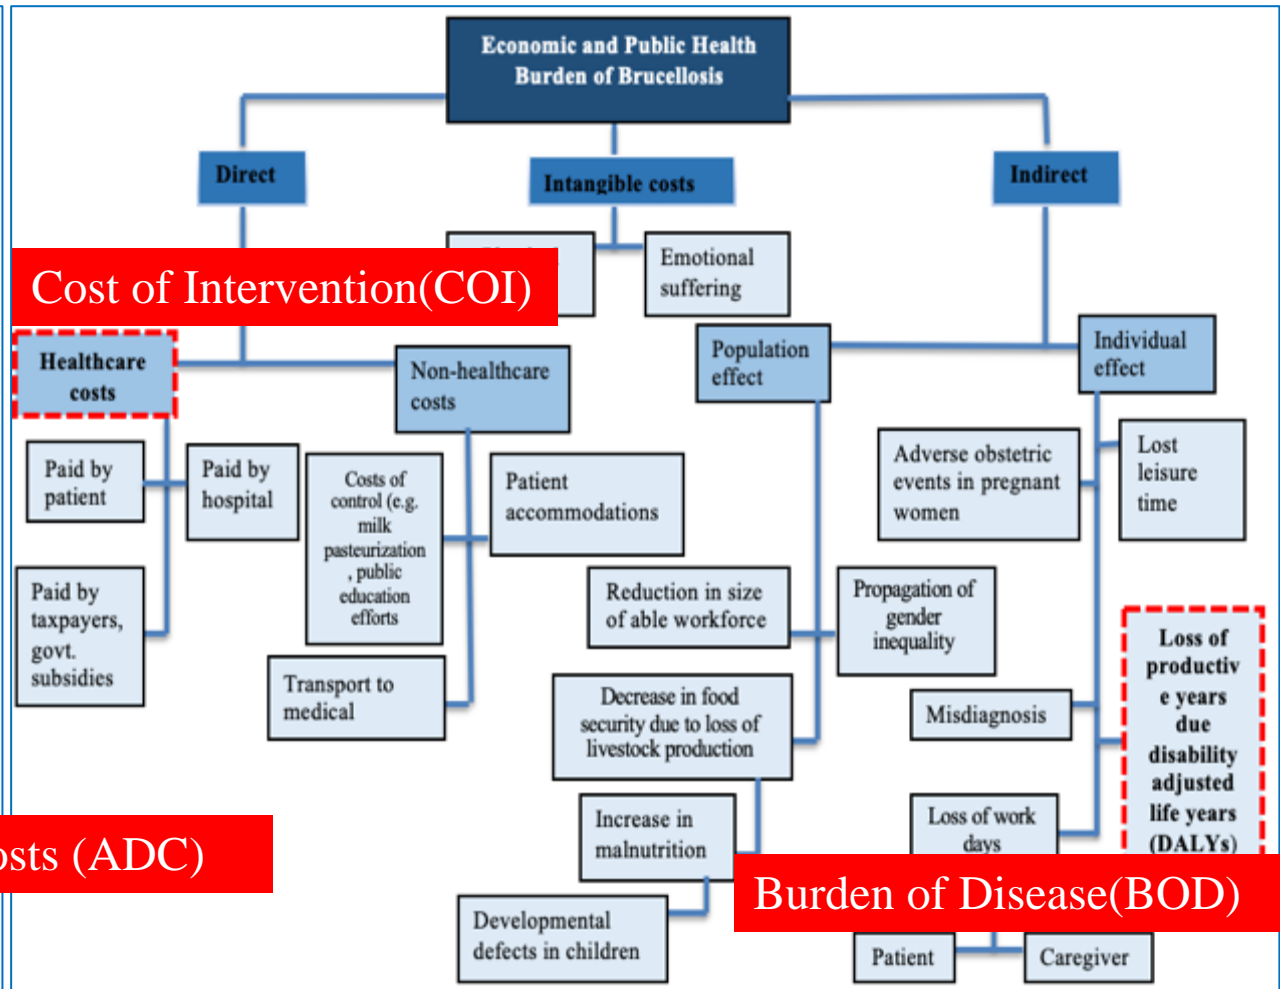 Economic and Public Health
Burden of Brucellosis
Direct
Intangible costs
Indirect
Emotional
suffering
Cost of Intervention(COI)
Healthcare
costs
Non-healthcare
costs
Population
effect
Individual
effect
Paid by
patient
Paid by
hospital
Costs of
control (e.g.
milk
pasteurization
, public
education
efforts
Patient
accommodations
Adverse obstetric
events in pregnant
women
Lost
leisure
time
Paid by
taxpayers,
govt.
subsidies
Reduction in size
of able workforce
Propagation of
gender
inequality
Transport to
medical
Decrease in food
security due to loss of
livestock production
Misdiagnosis
Loss of
productiv
e years
due
disability
adjusted
life years
(DALYs)
Increase in
malnutrition
Loss of work
days
osts (ADC)
Burden of Disease(BOD)
Developmental
defects in children
Patient
Caregiver